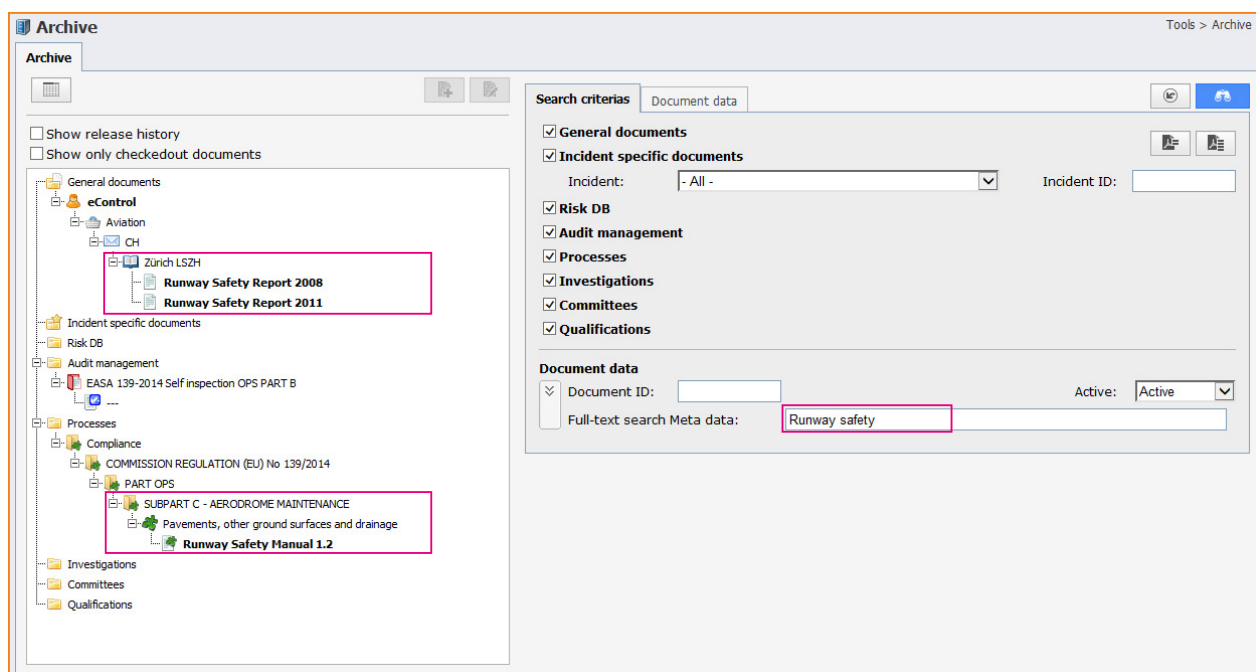 Archive
Tools > Archive
Archive
Show release history
Show only checkedout documents
General documents
eControl
Aviation
CH
Zürich LSZH
Runway Safety Report 2008
Runway Safety Report 2011
Incident specific documents
Risk DB
Audit management
EASA 139-2014 Self inspection OPS PART B
---
Processes
Compliance
COMMISSION REGULATION (EU) No 139/2014
PART OPS
SUBPART C - AERODROME MAINTENANCE
Pavements, other ground surfaces and drainage
Runway Safety Manual 1.2
Investigations
Committees
Qualifications
Search criterias
Document data
General documents
Incident specific documents
Incident: - All - Incident ID:
Risk DB
Audit management
Processes
Investigations
Committees
Qualifications
Document data
Document ID: Active: Active
Full-text search Meta data: Runway safety